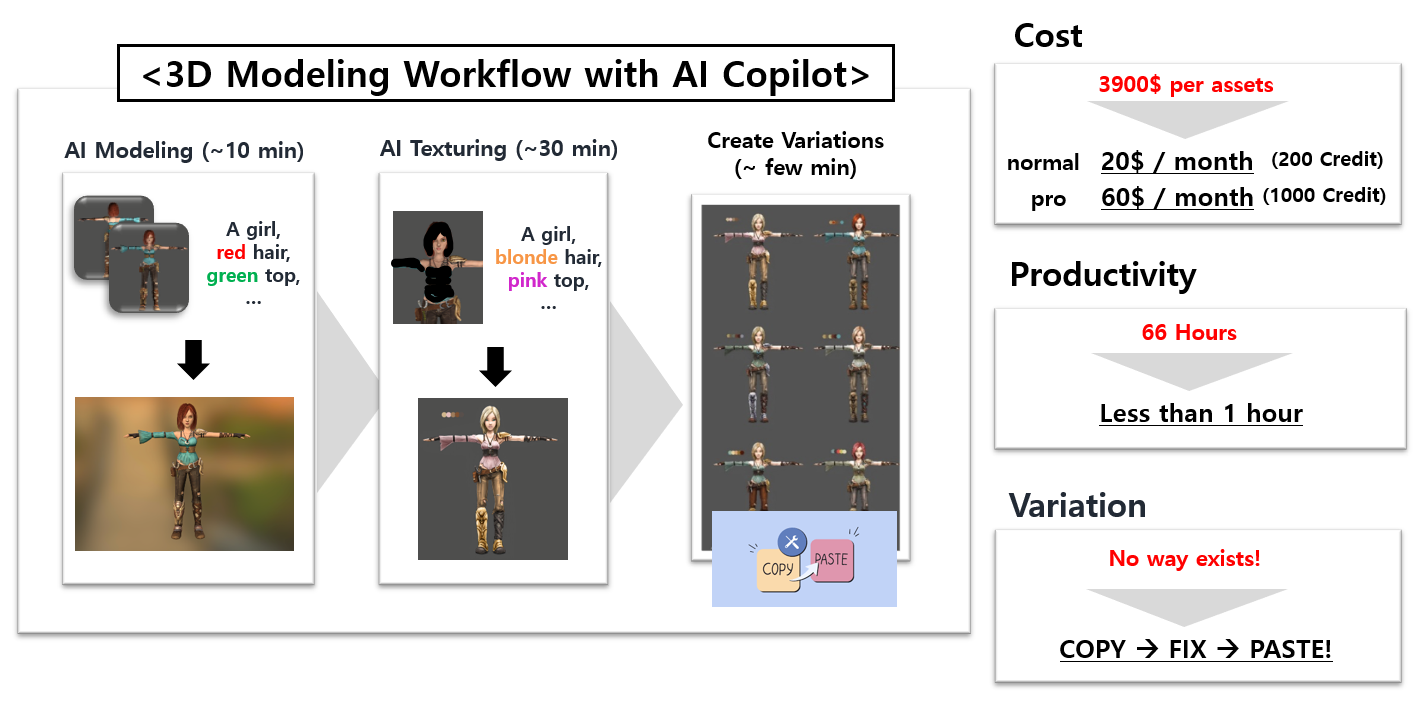 <3D Modeling Workflow with AI Copilot>
AI Modeling (~10 min)
A girl,
red hair,
green top,
...
AI Texturing (~30 min)
A girl,
blonde hair,
pink top,
...
Create Variations
(~ few min)
COPY
PASTE
Cost
3900$ per assets
normal 20$ / month (200 Credit)
pro 60$ / month (1000 Credit)
Productivity
66 Hours
Less than 1 hour
Variation
No way exists!
COPY → FIX → PASTE!